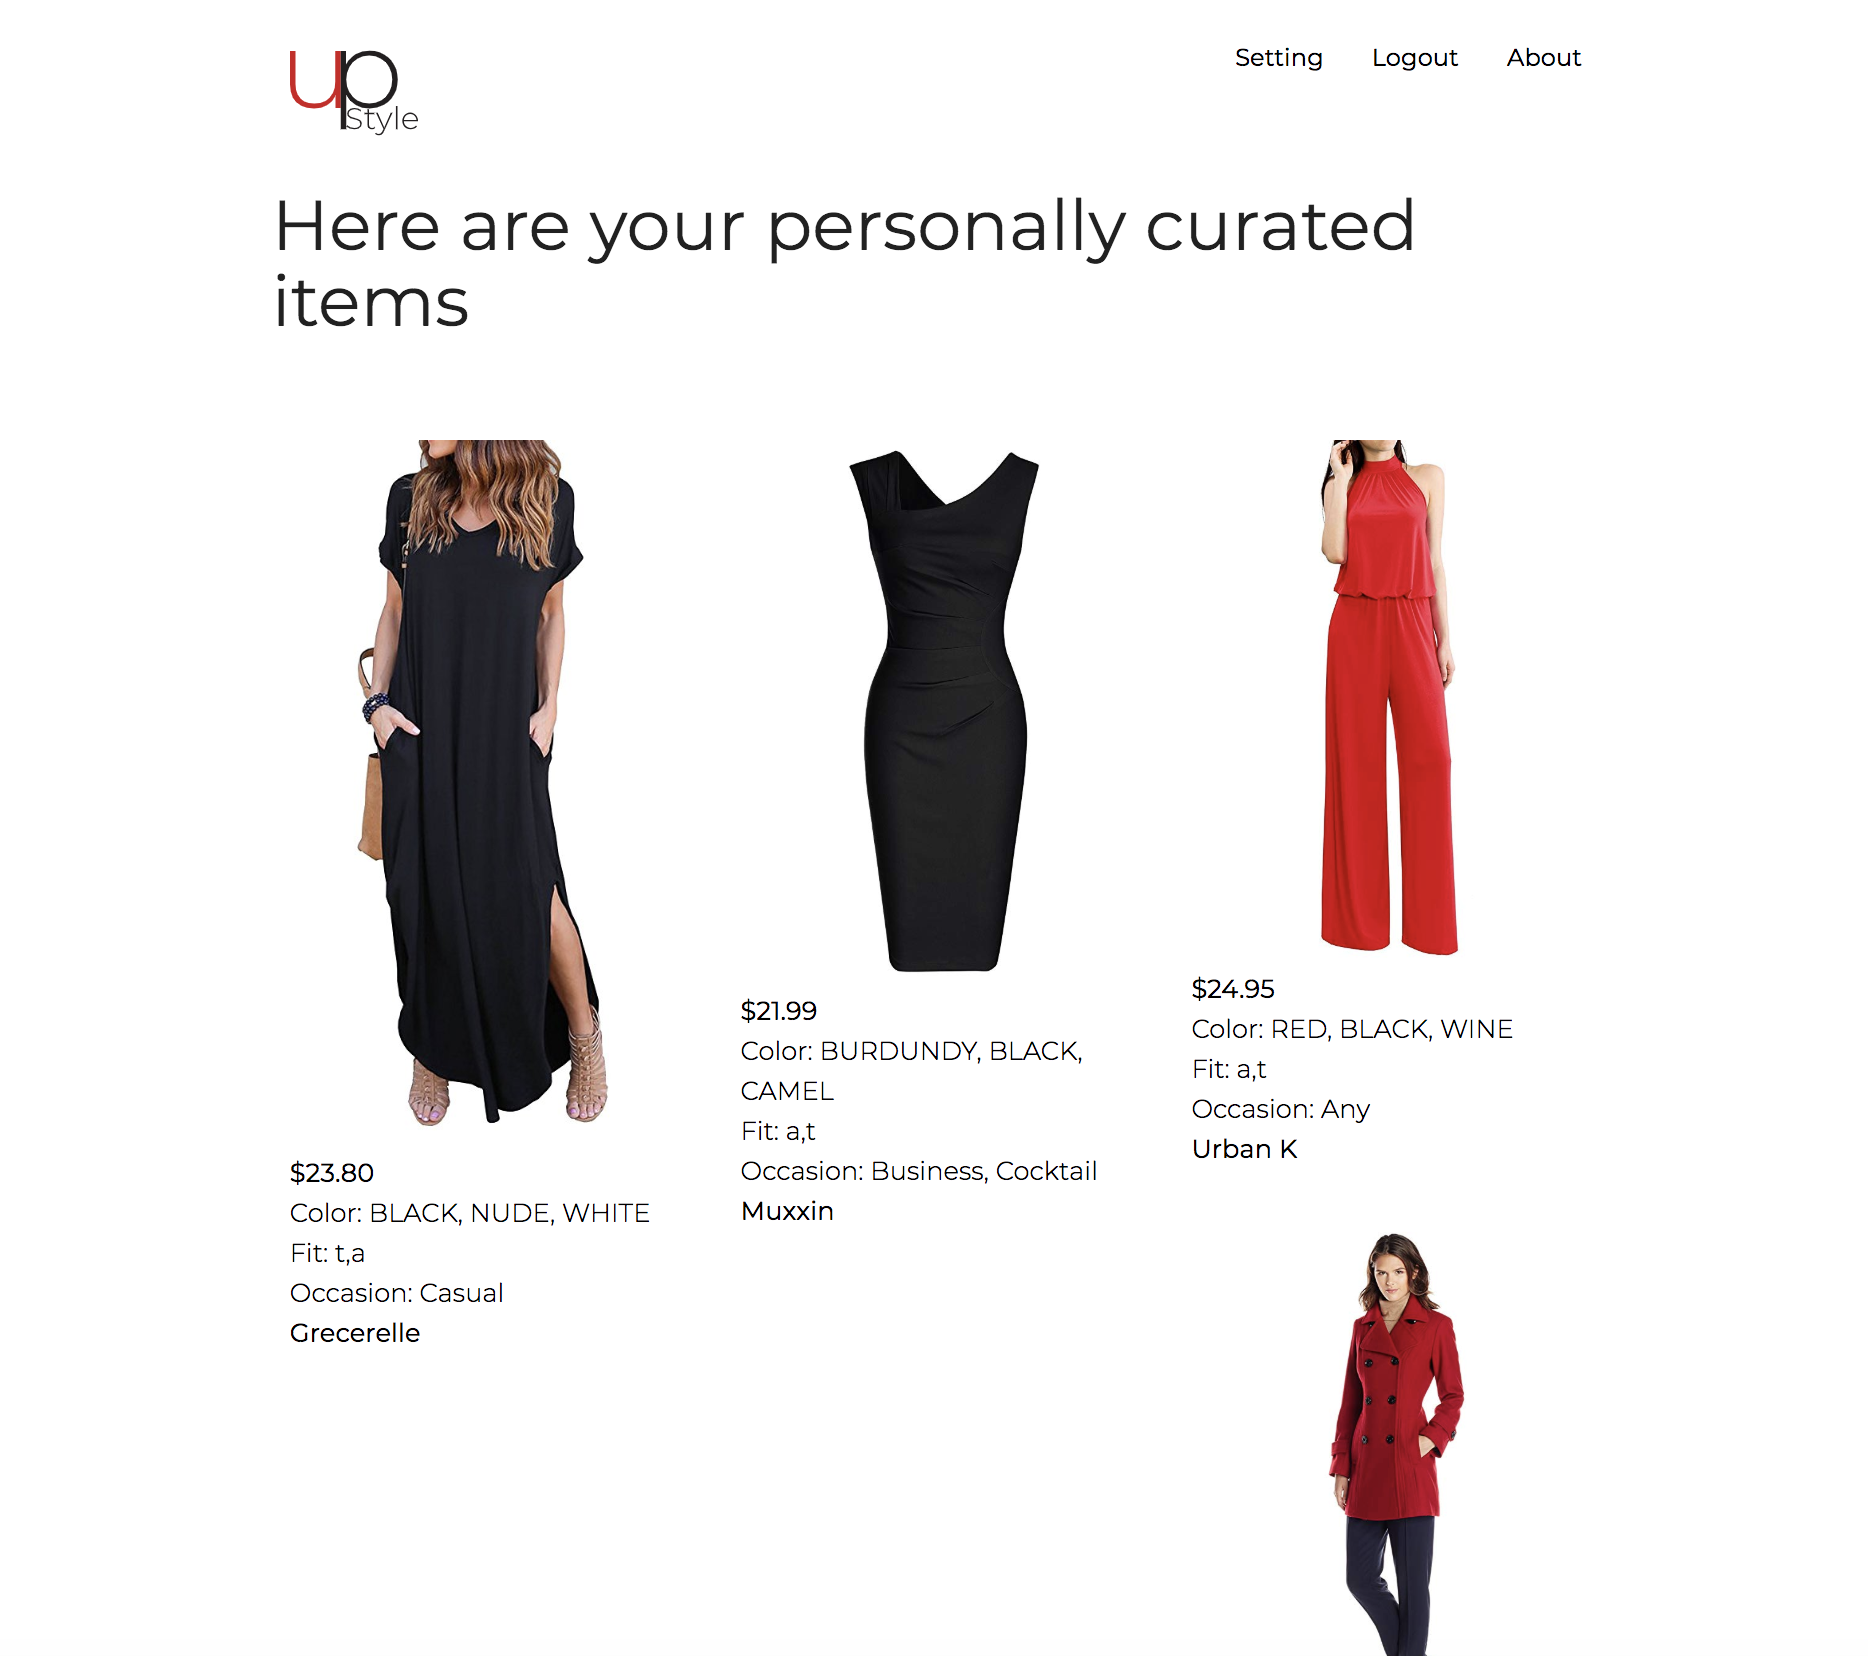 up
Style
Setting Logout About
Here are your personally curated
items
$23.80
Color: BLACK, NUDE, WHITE
Fit: t,a
Occasion: Casual
Grecerelle
$21.99
Color: BURDUNDY, BLACK,
CAMEL
Fit: a,t
Occasion: Business, Cocktail
Muxxin
$24.95
Color: RED, BLACK, WINE
Fit: a,t
Occasion: Any
Urban K